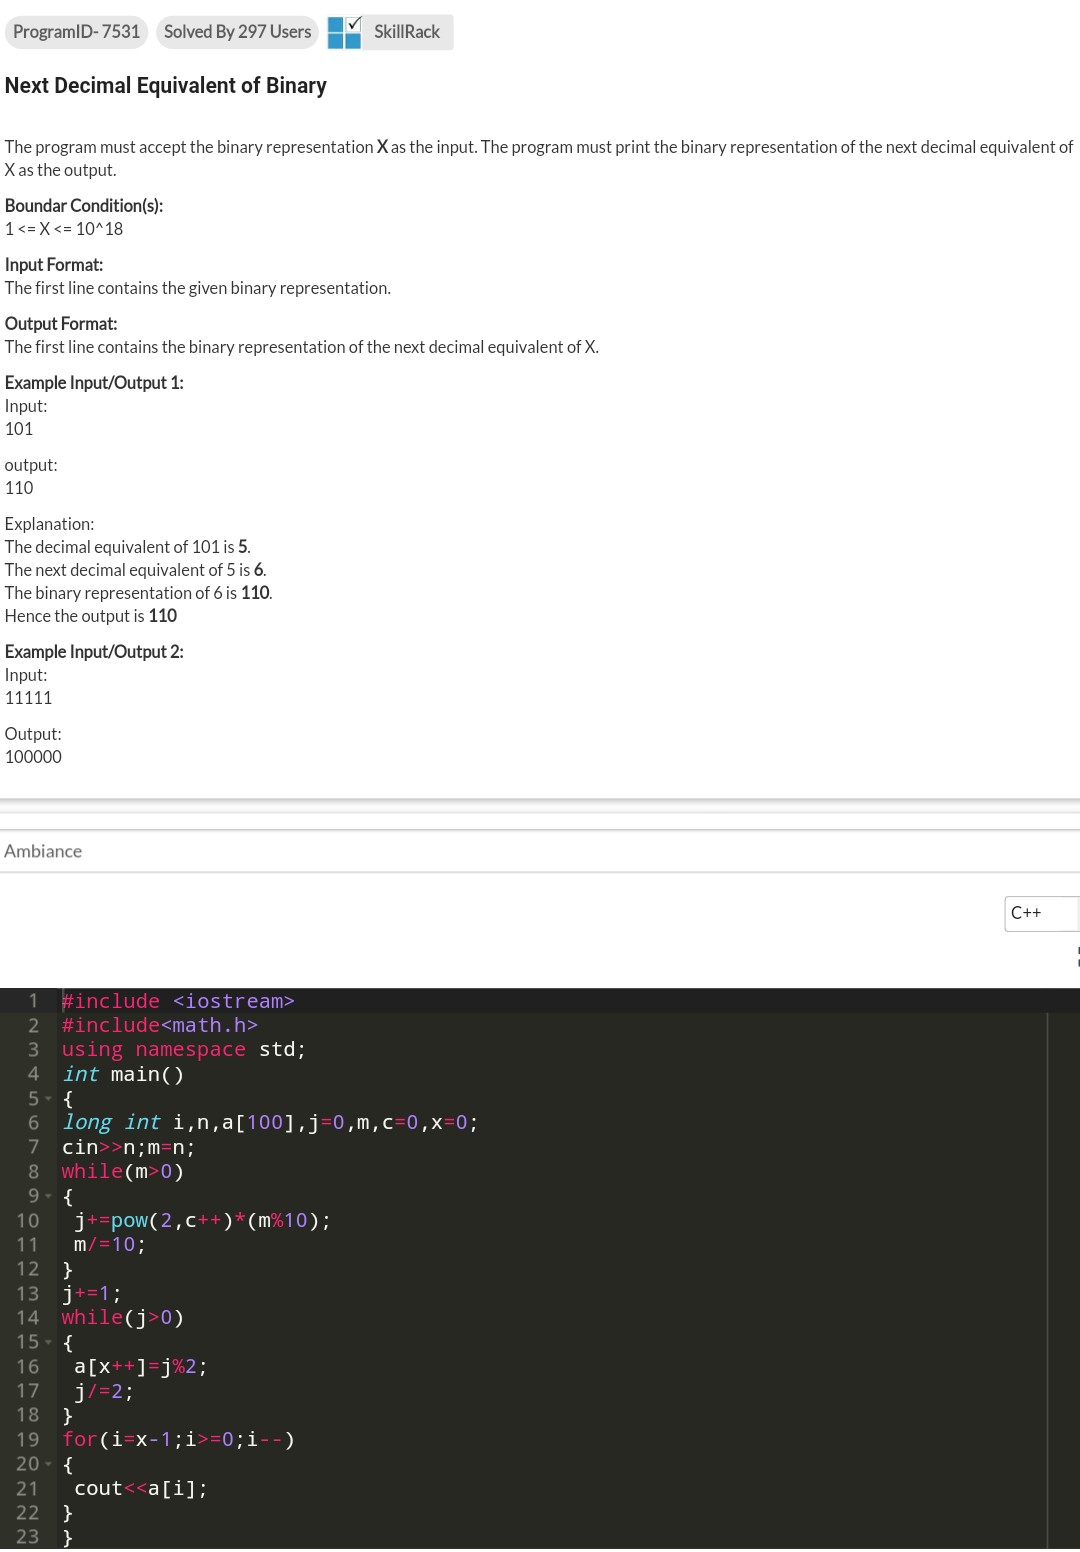 ProgramID- 7531 Solved By 297 Users SkillRack
Next Decimal Equivalent of Binary
The program must accept the binary representation X as the input. The program must print the binary representation of the next decimal equivalent of
X as the output.
Boundar Condition(s):
1 <= X <= 10^18
Input Format:
The first line contains the given binary representation.
Output Format:
The first line contains the binary representation of the next decimal equivalent of X.
Example Input/Output 1:
Input:
101
output:
110
Explanation:
The decimal equivalent of 101 is 5.
The next decimal equivalent of 5 is 6.
The binary representation of 6 is 110.
Hence the output is 110
Example Input/Output 2:
Input:
11111
Output:
100000
Ambiance
C++
1 #include <iostream>
2 #include<math.h>
3 using namespace std;
4 int main()
5 {
6 long int i,n,a[100],j=0,m,c=0,x=0;
7 cin>>n;m=n;
8 while(m>0)
9 {
10  j+=pow(2,c++)*(m%10);
11  m/=10;
12 }
13 j+=1;
14 while(j>0)
15 {
16  a[x++]=j%2;
17  j/=2;
18 }
19 for(i=x-1;i>=0;i--)
20 {
21  cout<<a[i];
22 }
23 }